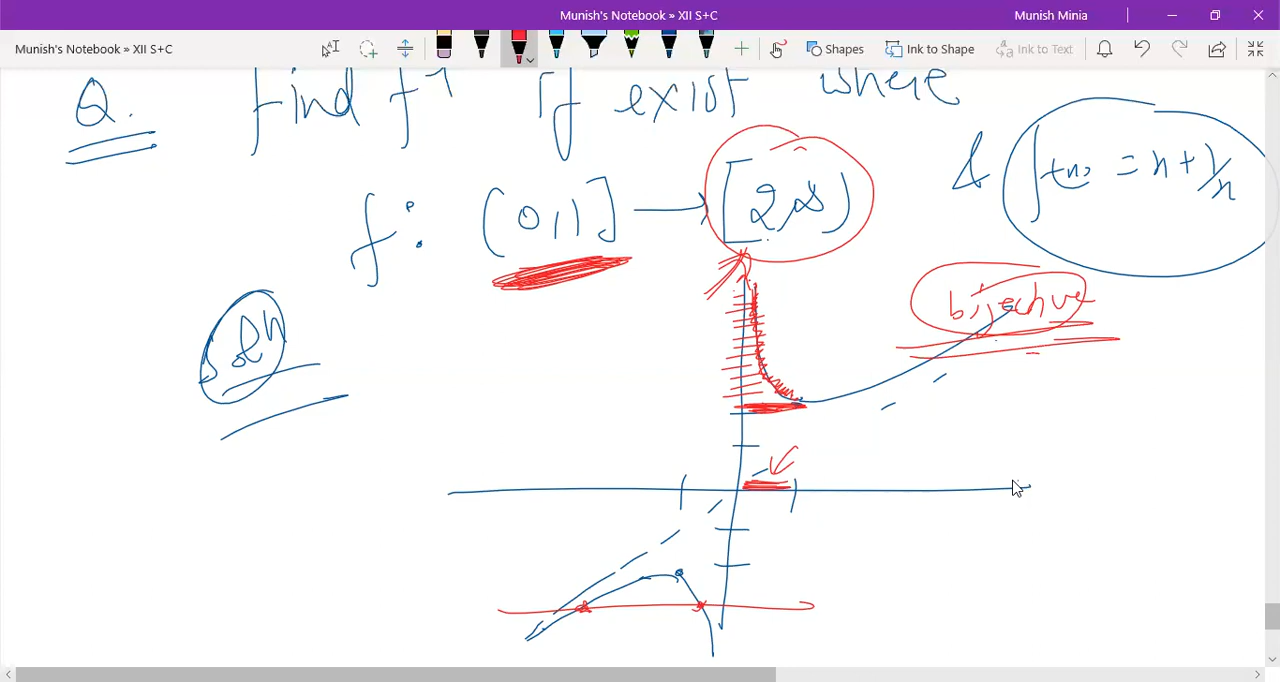 Munish's Notebook » XII S+C
Munish Minia
Munish's Notebook » XII S+C
Shapes
Ink to Shape
Ink to Text
Q. Find f⁻¹ if exist where
f: (0,1] → [2,∞) & f(x) = x + 1/x
Solⁿ
bijective